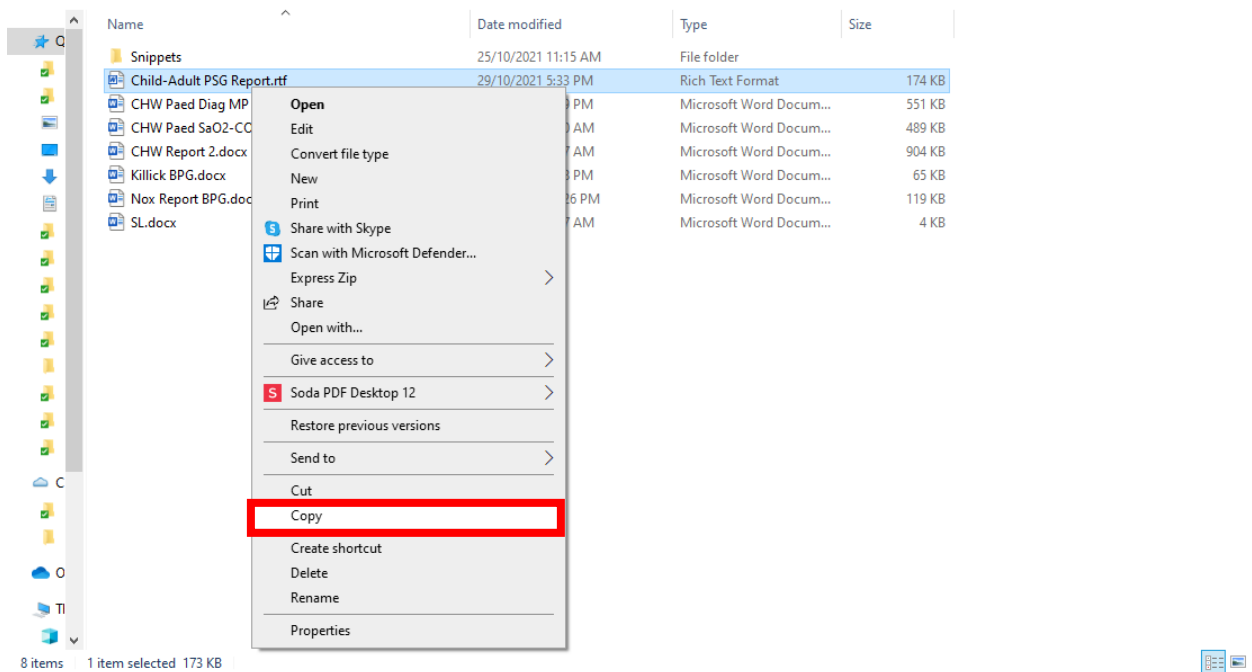 Name Date modified Type Size
Q
Snippets 25/10/2021 11:15 AM File folder
Child-Adult PSG Report.rtf 29/10/2021 5:33 PM Rich Text Format 174 KB
CHW Paed Diag MP PM Microsoft Word Docum... 551 KB
CHW Paed SaO2-CO AM Microsoft Word Docum... 489 KB
CHW Report 2.docx AM Microsoft Word Docum... 904 KB
Killick BPG.docx PM Microsoft Word Docum... 65 KB
Nox Report BPG.doc 26 PM Microsoft Word Docum... 119 KB
SL.docx 7 AM Microsoft Word Docum... 4 KB
Open
Edit
Convert file type
New
Print
Share with Skype
Scan with Microsoft Defender...
Express Zip
Share
Open with...
Give access to
S Soda PDF Desktop 12
Restore previous versions
Send to
Cut
Copy
Create shortcut
Delete
Rename
Properties
C
O
Tl
8 items 1 item selected 173 KB